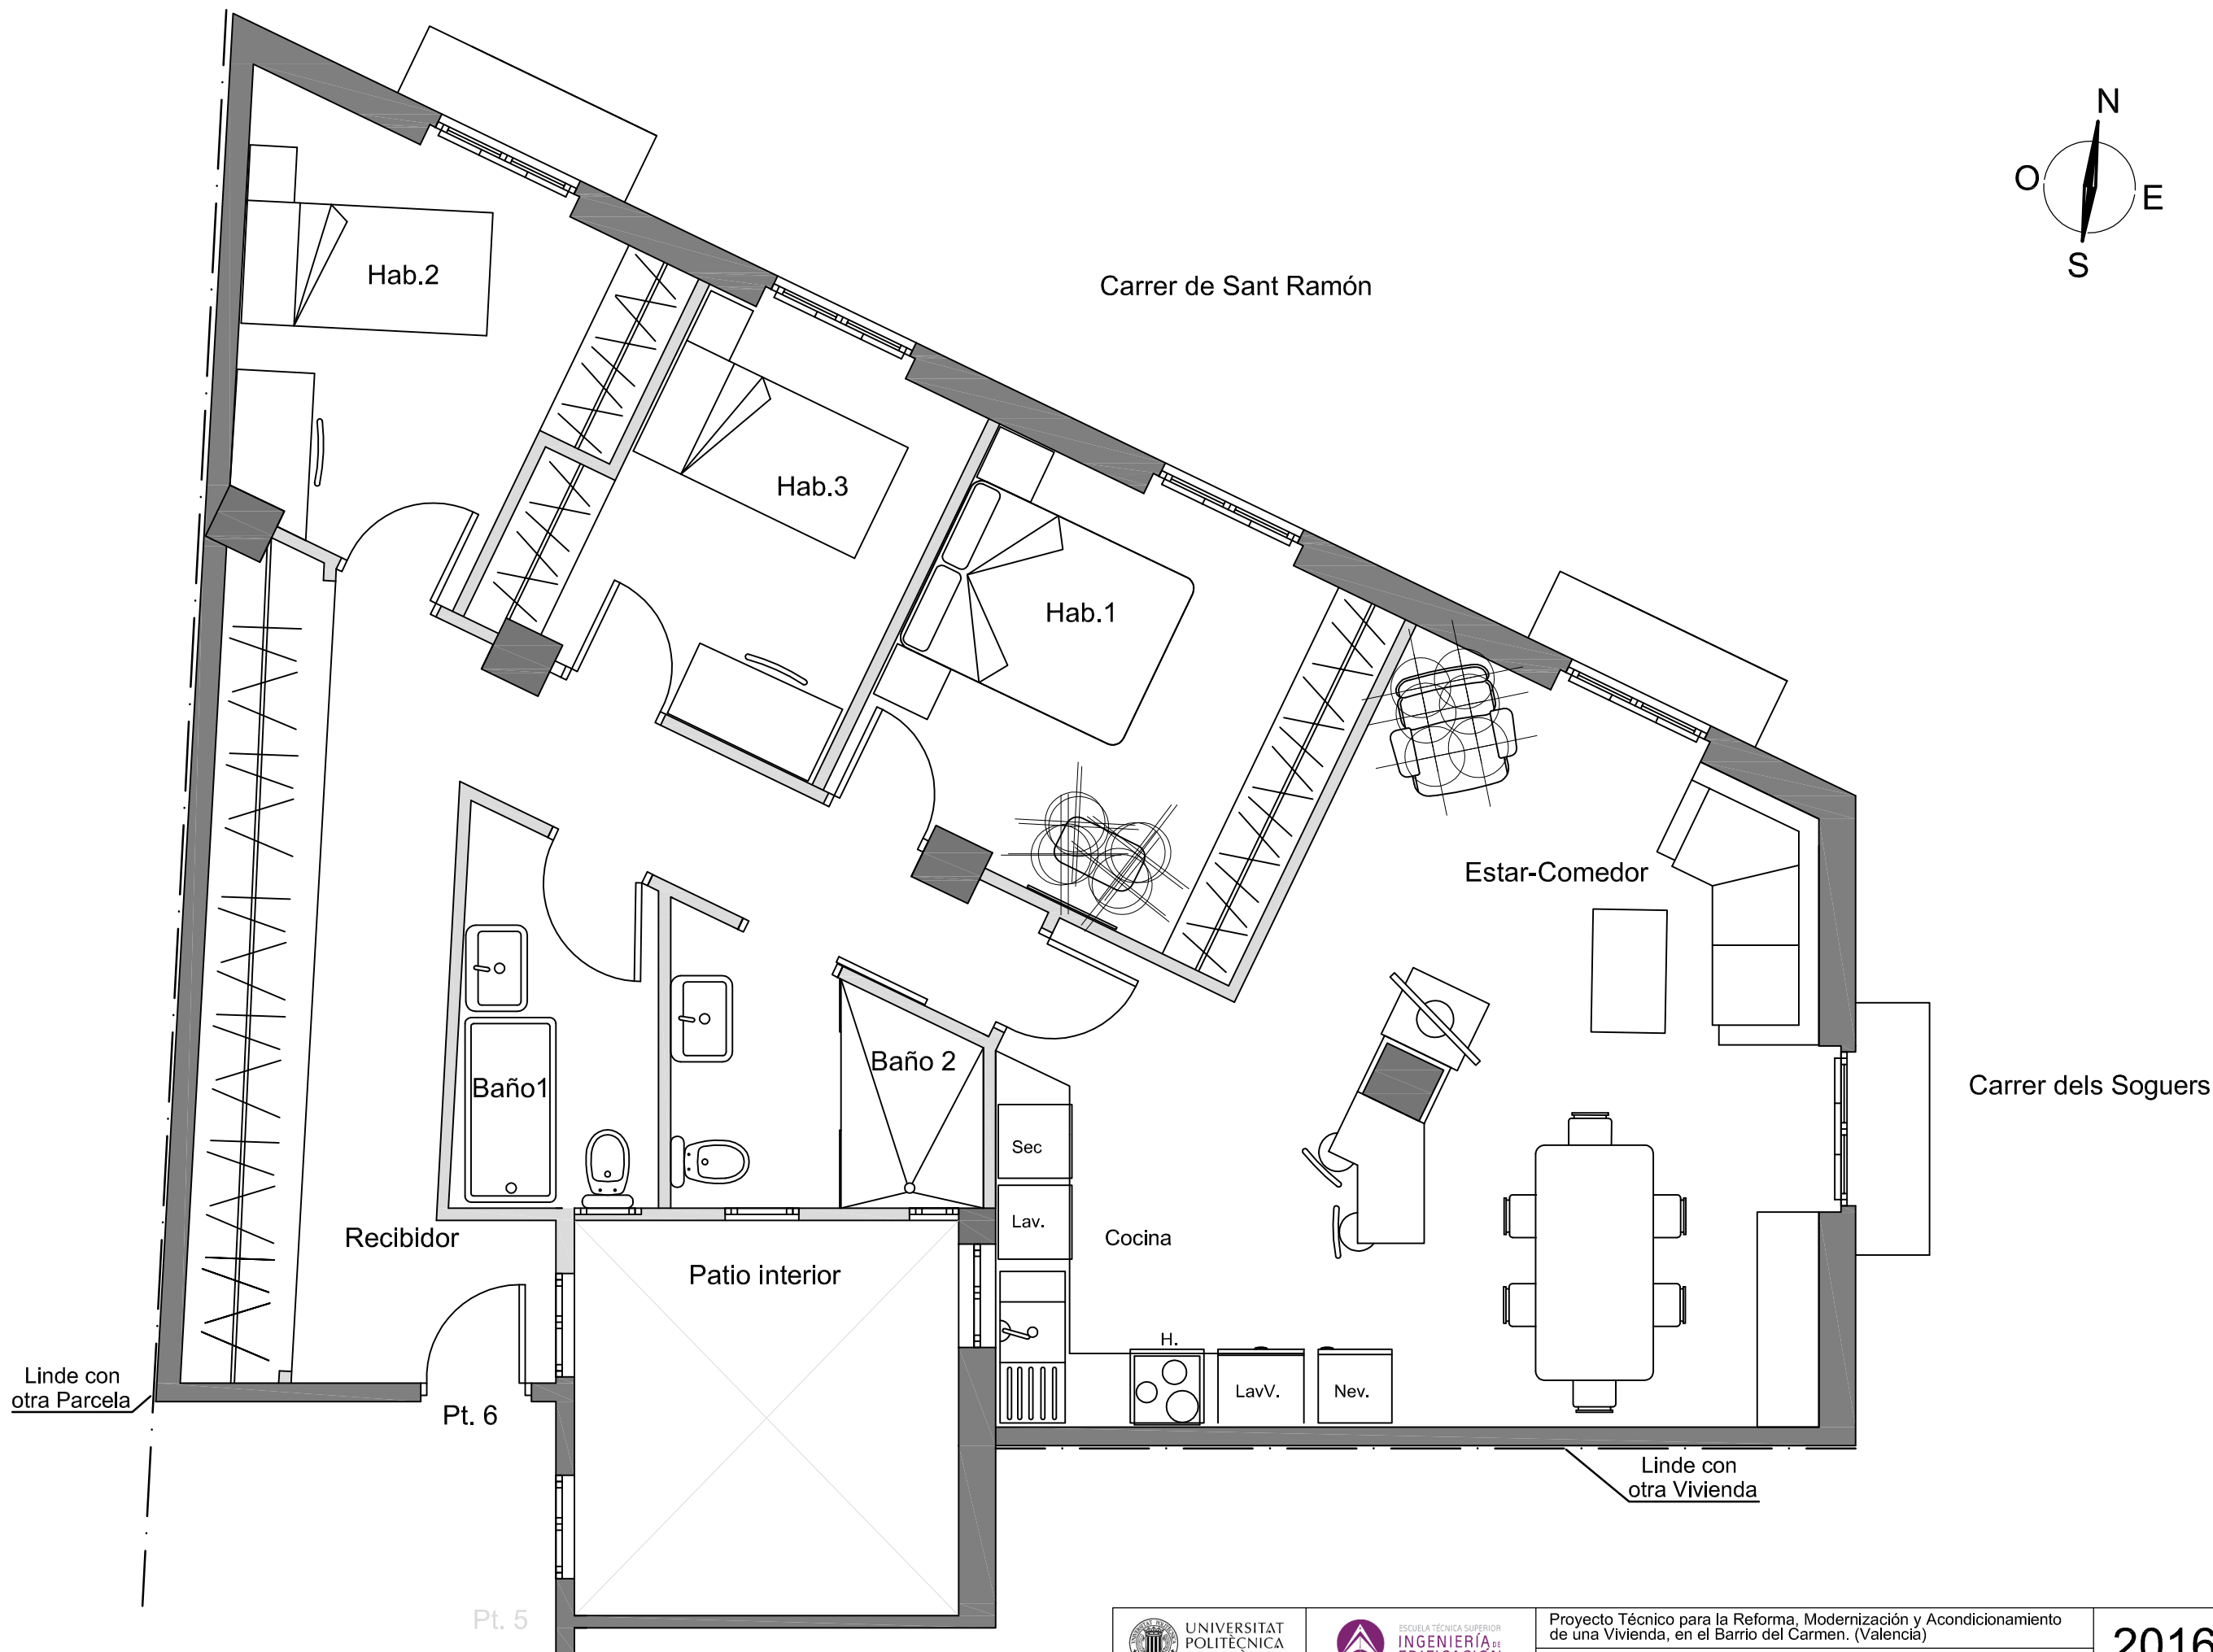 N
O
E
S
Hab.2
Carrer de Sant Ramón
Hab.3
Hab.1
Estar-Comedor
Baño 2
Baño1
Carrer dels Soguers
Sec
Lav.
Recibidor
Cocina
Patio interior
H.
LavV.
Nev.
Linde con
otra Parcela
Pt. 6
Linde con
otra Vivienda
Pt. 5
UNIVERSITAT
POLITÈCNICA
ESCUELA TÉCNICA SUPERIOR
INGENIERÍA DE
EDIFICACIÓN
Proyecto Técnico para la Reforma, Modernización y Acondicionamiento
de una Vivienda, en el Barrio del Carmen. (Valencia)
2016